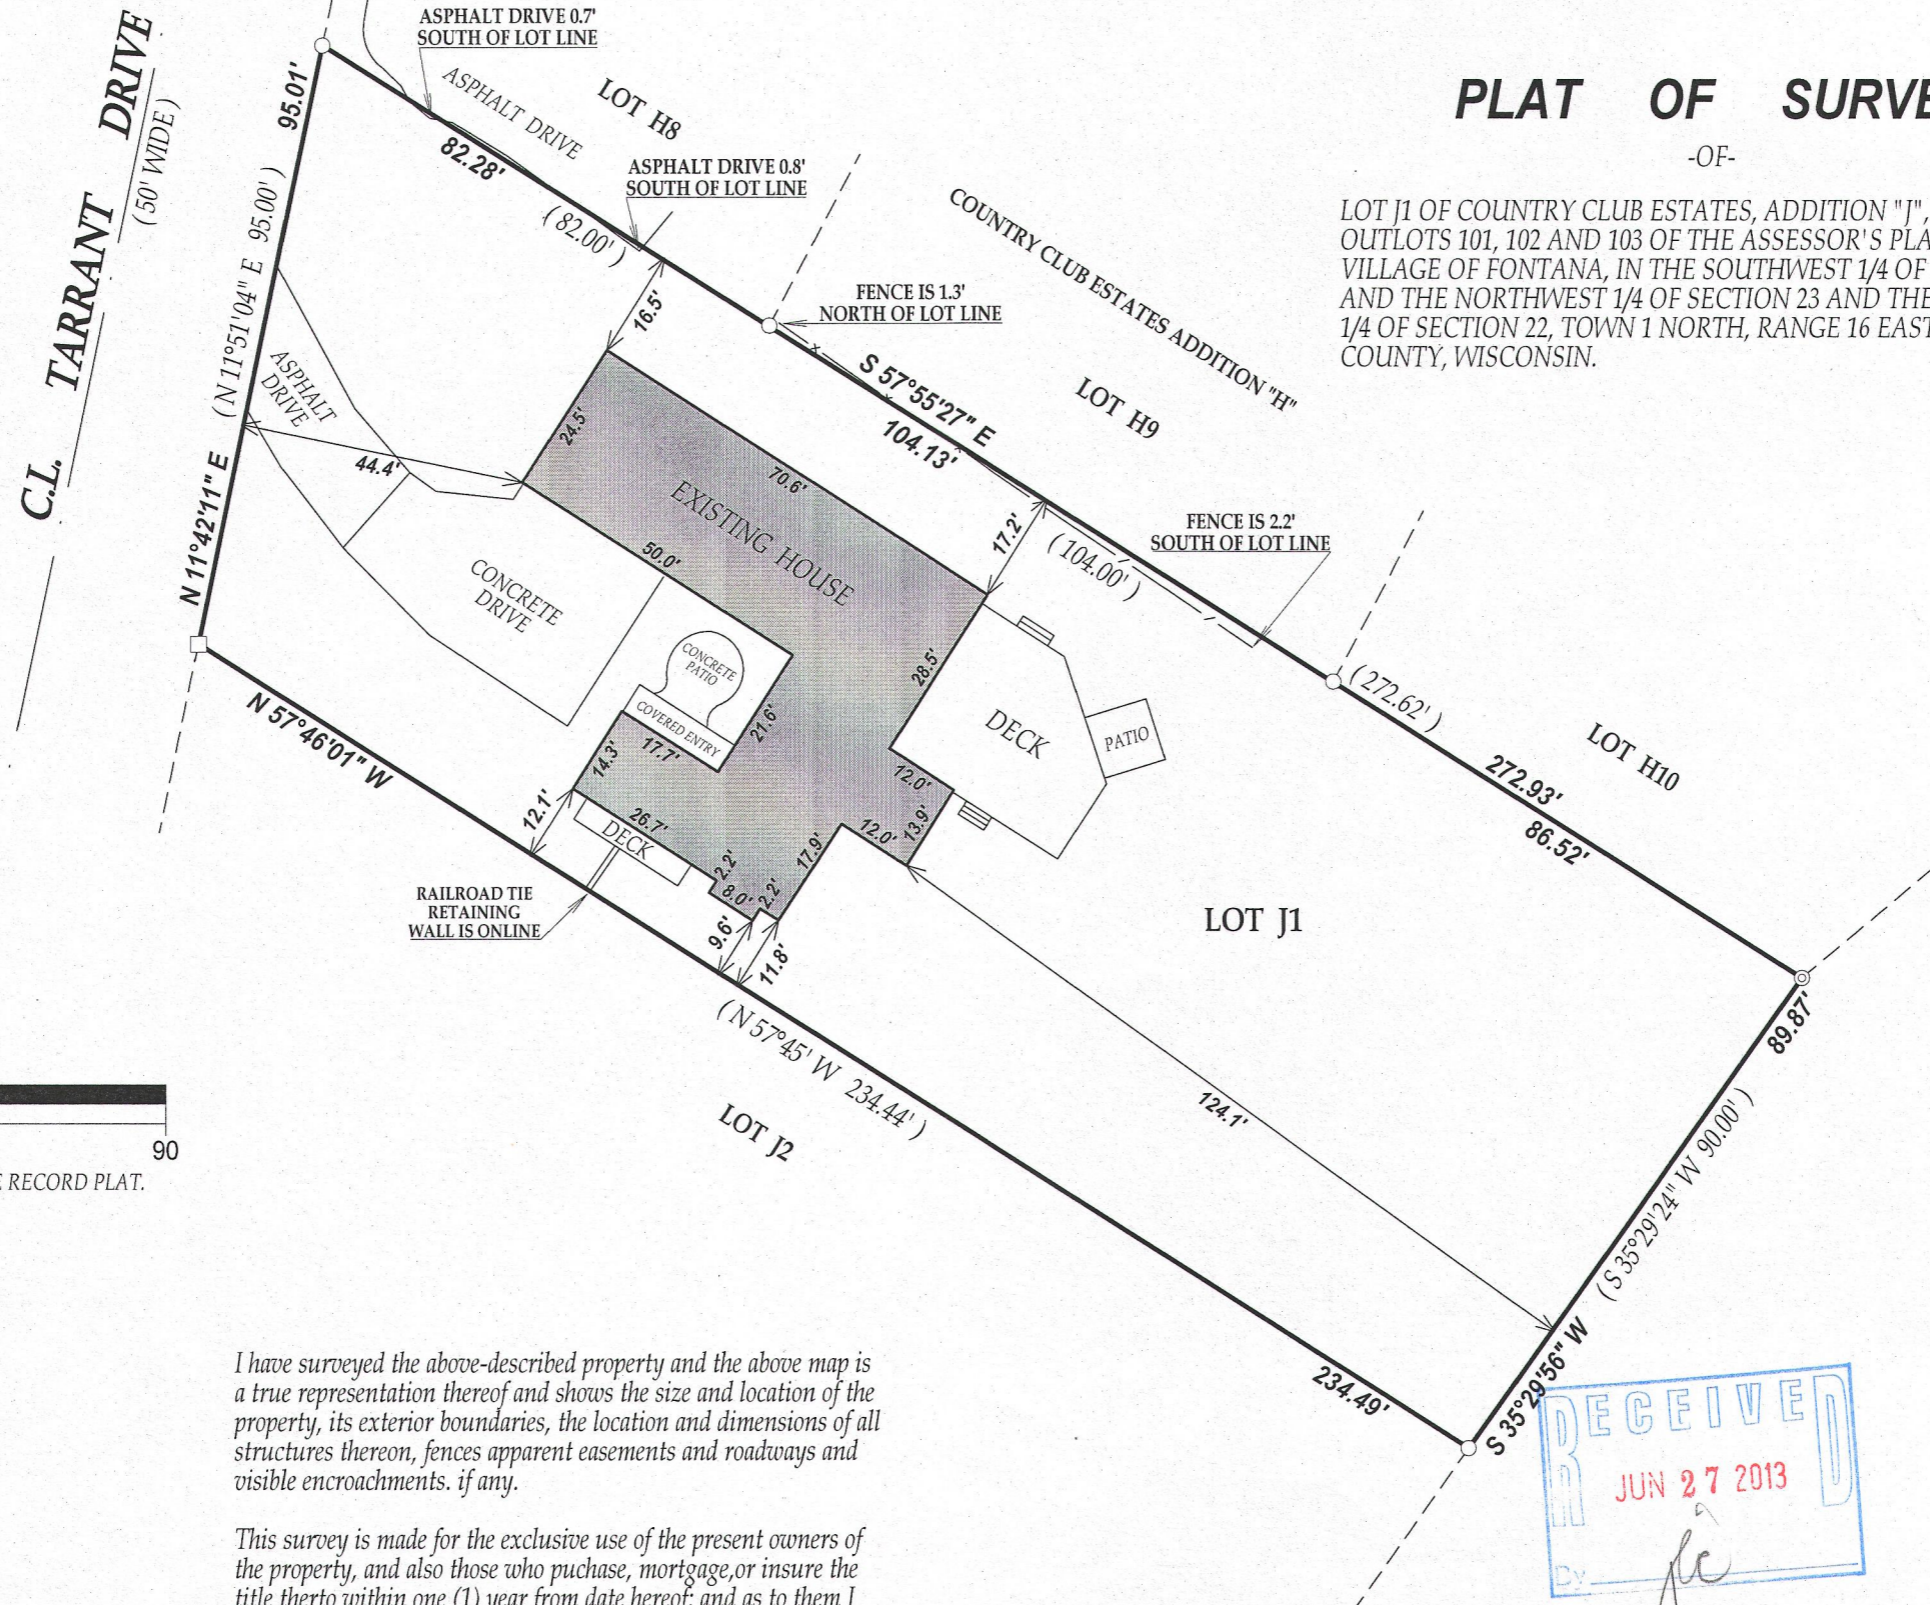 ASPHALT DRIVE 0.7'
SOUTH OF LOT LINE
C.L. TARRANT DRIVE
( 50' WIDE )
95.01'
( N 11°51'04" E 95.00' )
N 11°42'11" E
ASPHALT DRIVE
LOT H8
82.28'
( 82.00' )
ASPHALT DRIVE 0.8'
SOUTH OF LOT LINE
PLAT OF
-OF-
LOT J1 OF COUNTRY CLUB ESTATES, ADDITION "J",
OUTLOTS 101, 102 AND 103 OF THE ASSESSOR'S
VILLAGE OF FONTANA, IN THE SOUTHWEST 1/4 OF
AND THE NORTHWEST 1/4 OF SECTION 23 AND THE
1/4 OF SECTION 22, TOWN 1 NORTH, RANGE 16 EAST
COUNTY, WISCONSIN.
COUNTRY CLUB ESTATES ADDITION "H"
FENCE IS 1.3'
NORTH OF LOT LINE
16.5'
S 57°55'27" E
104.13'
LOT H9
ASPHALT
DRIVE
44.4'
24.5'
70.6'
EXISTING HOUSE
50.0'
17.2'
( 104.00' )
FENCE IS 2.2'
SOUTH OF LOT LINE
CONCRETE
DRIVE
CONCRETE
PATIO
COVERED ENTRY
21.6'
28.5'
DECK
PATIO
( 272.62' )
272.93'
LOT H10
86.52'
N 57°46'01" W
14.3'
17.7'
12.0'
13.9'
12.0'
12.1'
26.7'
DECK
2.2'
8.0'
2.2'
17.9'
RAILROAD TIE
RETAINING
WALL IS ONLINE
9.6'
11.8'
LOT J1
( N 57°45' W 234.44' )
LOT J2
124.1'
89.87'
( S 35°29'24" W 90.00' )
S 35°29'56" W
234.49'
90
RECORD PLAT.
I have surveyed the above-described property and the above map is
a true representation thereof and shows the size and location of the
property, its exterior boundaries, the location and dimensions of all
structures thereon, fences apparent easements and roadways and
visible encroachments. if any.
This survey is made for the exclusive use of the present owners of
the property, and also those who puchase, mortgage,or insure the
title therto within one (1) year from date hereof; and as to them I
RECEIVED
JUN 27 2013
By